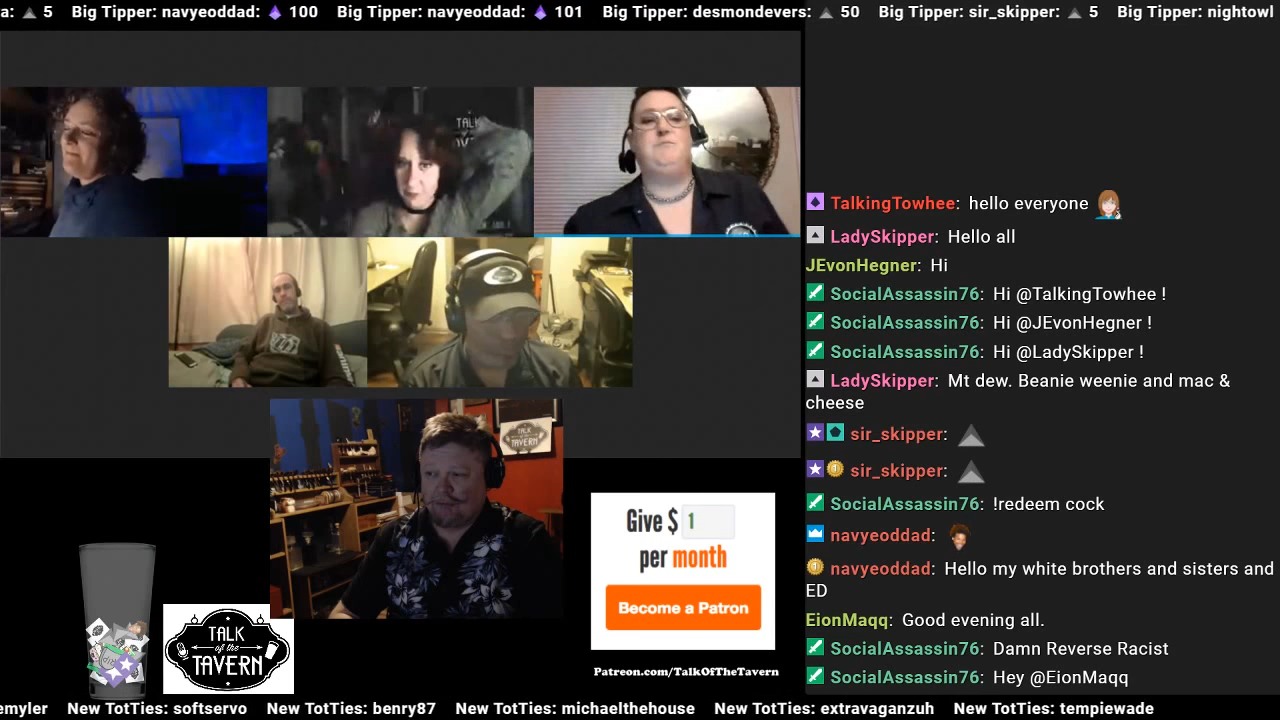 a: 5 Big Tipper: navyeoddad: 100 Big Tipper: navyeoddad: 101 Big Tipper: desmondevers: 50 Big Tipper: sir_skipper: 5 Big Tipper: nightowl
TALK
TalkingTowhee: hello everyone
LadySkipper: Hello all
JEvonHegner: Hi
SocialAssassin76: Hi @TalkingTowhee !
SocialAssassin76: Hi @JEvonHegner !
SocialAssassin76: Hi @LadySkipper !
LadySkipper: Mt dew. Beanie weenie and mac &
cheese
sir_skipper:
sir_skipper:
SocialAssassin76: !redeem cock
navyeoddad:
navyeoddad: Hello my white brothers and sisters and
ED
EionMaqq: Good evening all.
SocialAssassin76: Damn Reverse Racist
SocialAssassin76: Hey @EionMaqq
TALK
of the
TAVERN
Give $ 1
per month
Become a Patron
Patreon.com/TalkOfTheTavern
TALK
of the
TAVERN
emyler New TotTies: softservo New TotTies: benry87 New TotTies: michaelthehouse New TotTies: extravaganzuh New TotTies: tempiewade